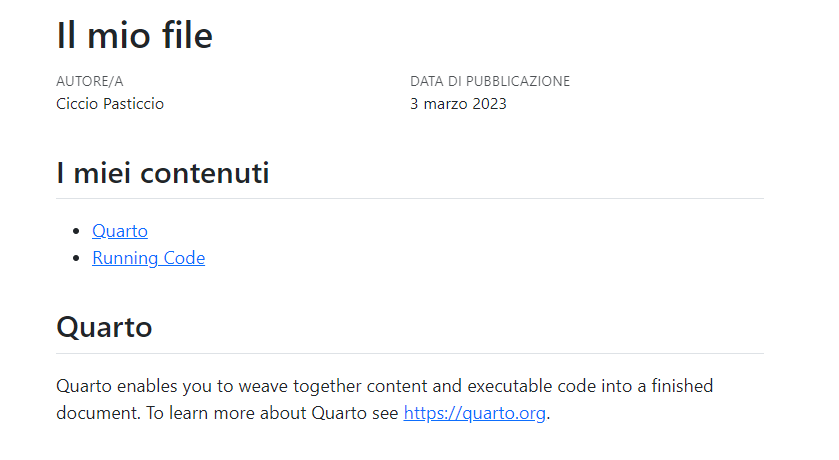 Il mio file
AUTORE/A
Ciccio Pasticcio
DATA DI PUBBLICAZIONE
3 marzo 2023
I miei contenuti
Quarto
Running Code
Quarto
Quarto enables you to weave together content and executable code into a finished
document. To learn more about Quarto see https://quarto.org.